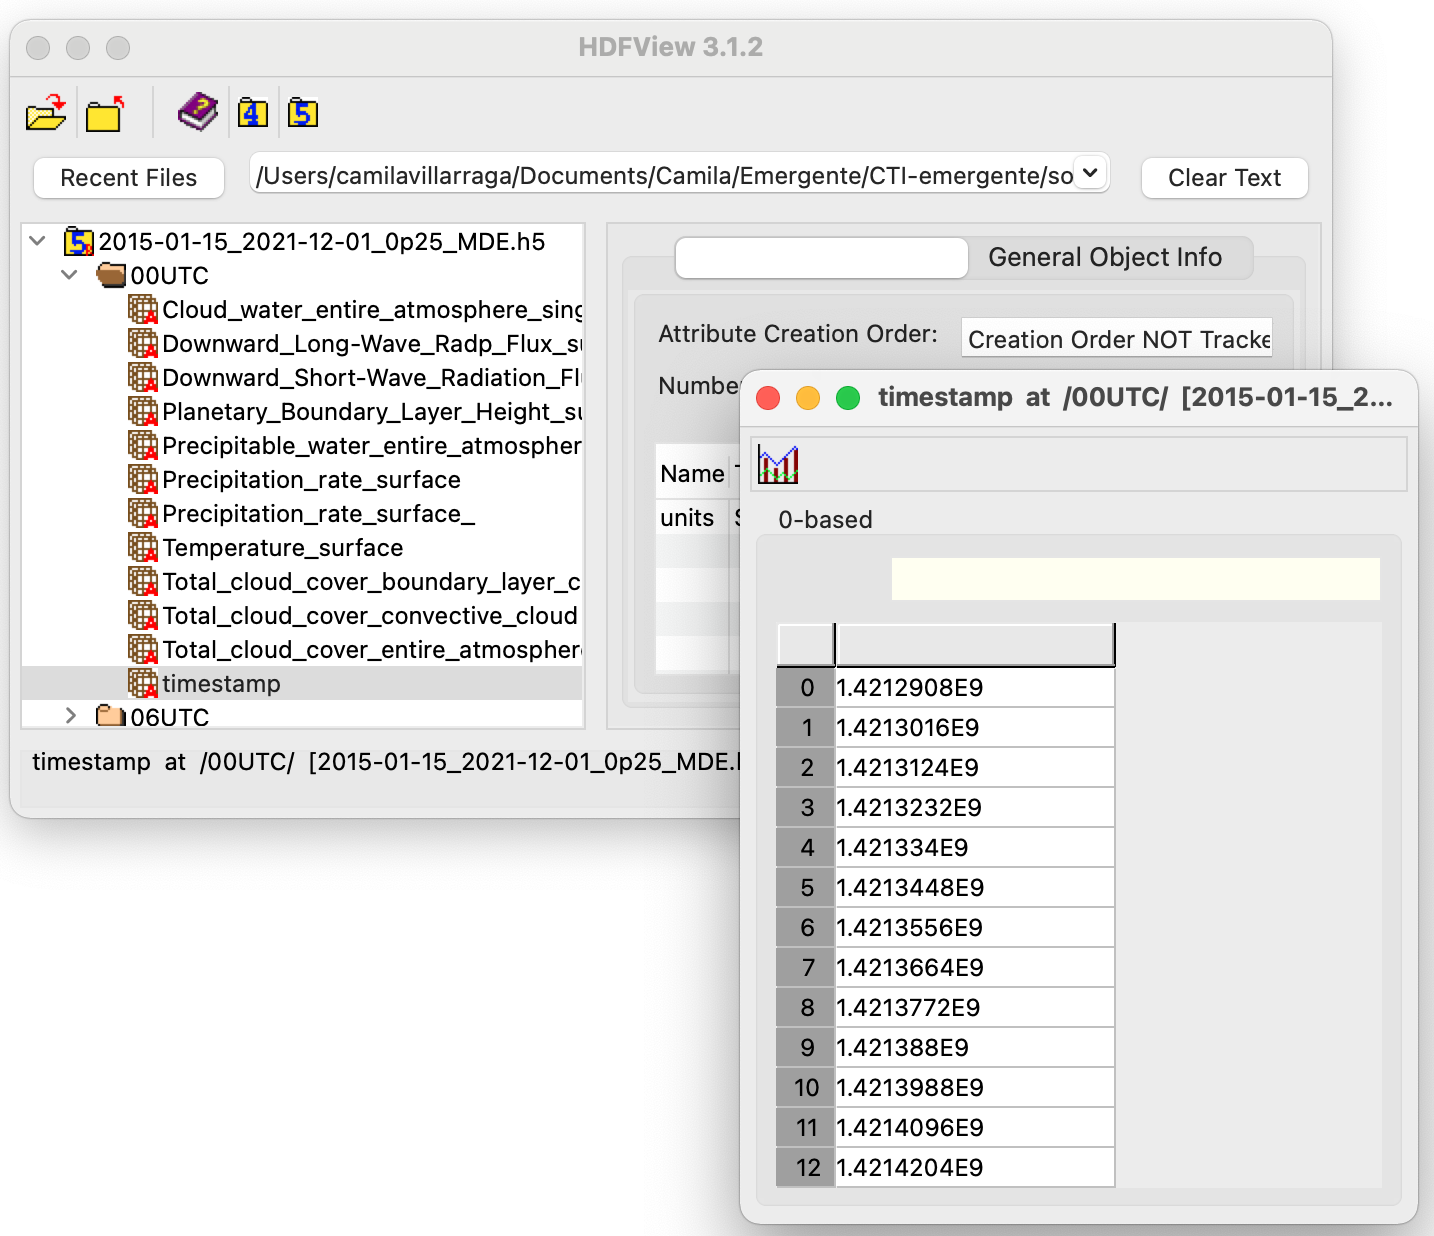 HDFView 3.1.2
4
5
Recent Files
/Users/camilavillarraga/Documents/Camila/Emergente/CTI-emergente/so
Clear Text
2015-01-15_2021-12-01_0p25_MDE.h5
00UTC
Cloud_water_entire_atmosphere_sing
Downward_Long-Wave_Radp_Flux_su
Downward_Short-Wave_Radiation_Fl
Planetary_Boundary_Layer_Height_su
Precipitable_water_entire_atmospher
Precipitation_rate_surface
Precipitation_rate_surface_
Temperature_surface
Total_cloud_cover_boundary_layer_c
Total_cloud_cover_convective_cloud
Total_cloud_cover_entire_atmosphere
timestamp
06UTC
timestamp at /00UTC/ [2015-01-15_2021-12-01_0p25_MDE.
General Object Info
Attribute Creation Order:
Creation Order NOT Tracke
Number
Name
units
timestamp at /00UTC/ [2015-01-15_2...
0-based
0 1.4212908E9
1 1.4213016E9
2 1.4213124E9
3 1.4213232E9
4 1.421334E9
5 1.4213448E9
6 1.4213556E9
7 1.4213664E9
8 1.4213772E9
9 1.421388E9
10 1.4213988E9
11 1.4214096E9
12 1.4214204E9